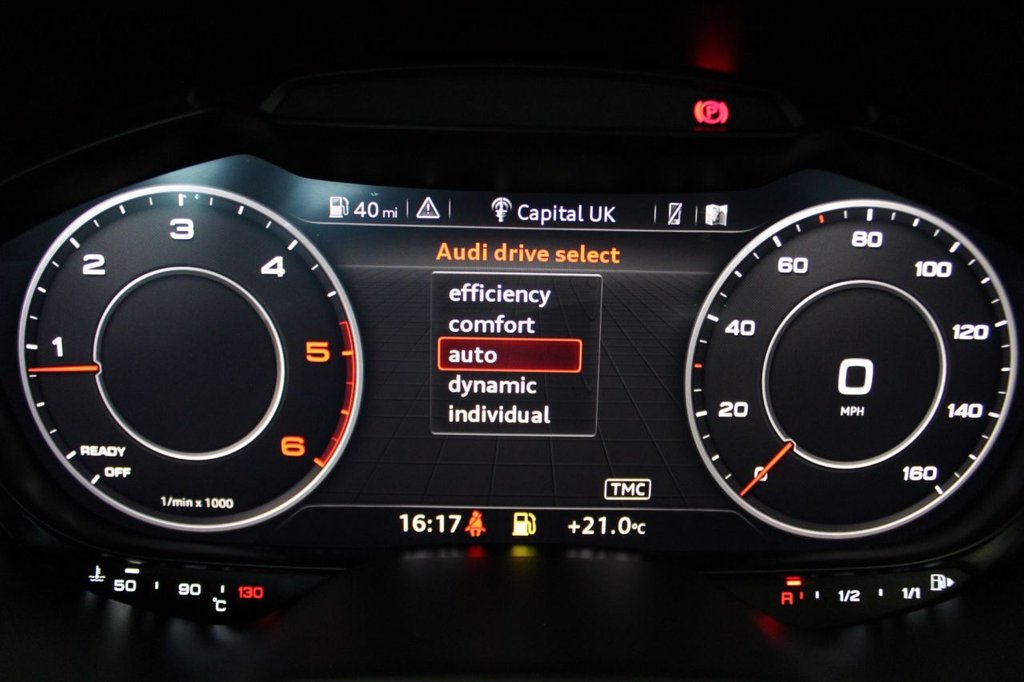 P
40 mi
Capital UK
Audi drive select
efficiency
comfort
auto
dynamic
individual
TMC
16:17
+21.0°C
1
2
3
4
5
6
READY
OFF
1/min x 1000
0
20
40
60
80
100
120
140
160
0
MPH
50
90
130
°C
R
1/2
1/1